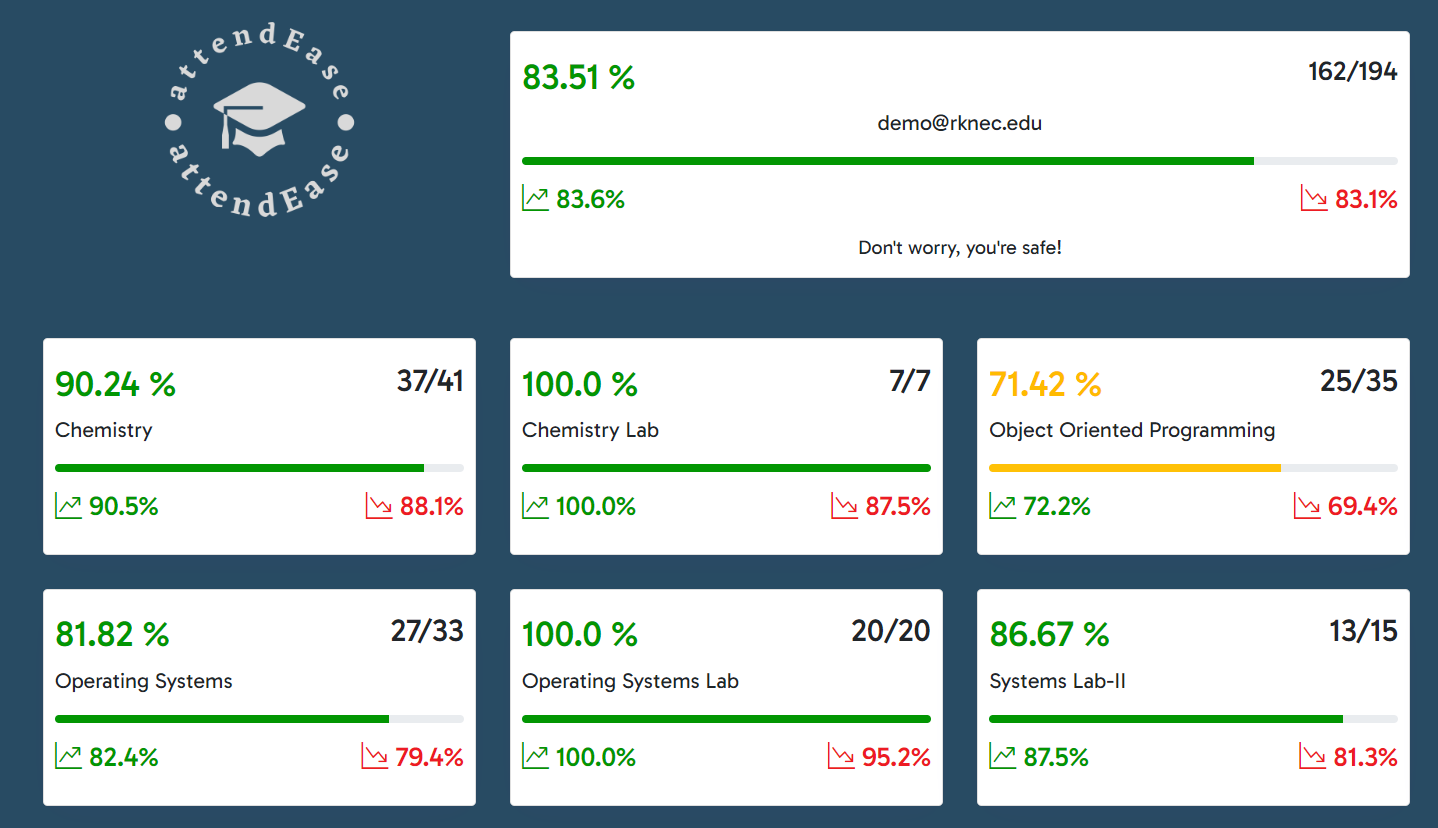 attendEase
attendEase
83.51 % 162/194
demo@rknec.edu
83.6% 83.1%
Don't worry, you're safe!
90.24 % 37/41
Chemistry
90.5% 88.1%
100.0 % 7/7
Chemistry Lab
100.0% 87.5%
71.42 % 25/35
Object Oriented Programming
72.2% 69.4%
81.82 % 27/33
Operating Systems
82.4% 79.4%
100.0 % 20/20
Operating Systems Lab
100.0% 95.2%
86.67 % 13/15
Systems Lab-II
87.5% 81.3%